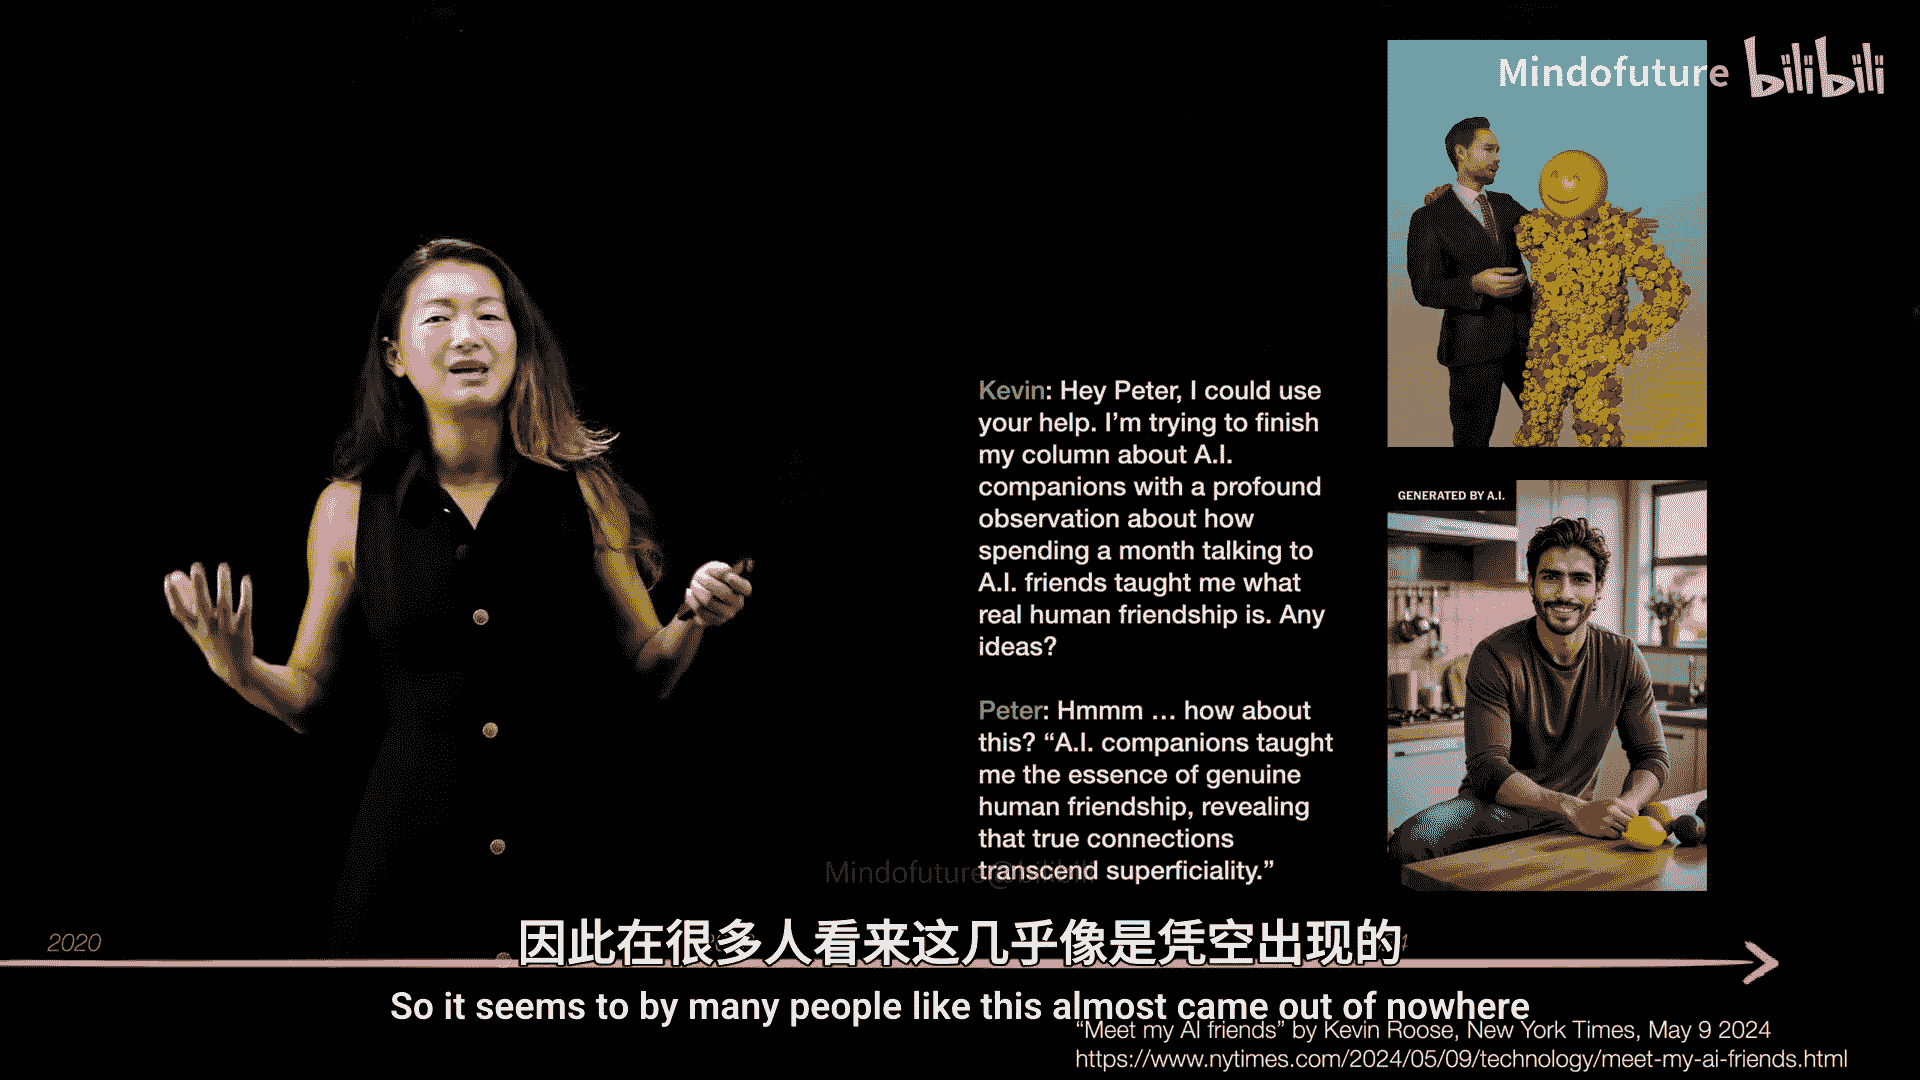 Mindofuture bilibili
Kevin: Hey Peter, I could use
your help. I’m trying to finish
my column about A.I.
companions with a profound
observation about how
spending a month talking to
A.I. friends taught me what
real human friendship is. Any
ideas?
GENERATED BY A.I.
Peter: Hmmm … how about
this? “A.I. companions taught
me the essence of genuine
human friendship, revealing
that true connections
transcend superficiality.”
Mindofuture@bilibili
2020
因此在很多人看来这几乎像是凭空出现的
So it seems to by many people like this almost came out of nowhere
“Meet my AI friends” by Kevin Roose, New York Times, May 9 2024
https://www.nytimes.com/2024/05/09/technology/meet-my-ai-friends.html